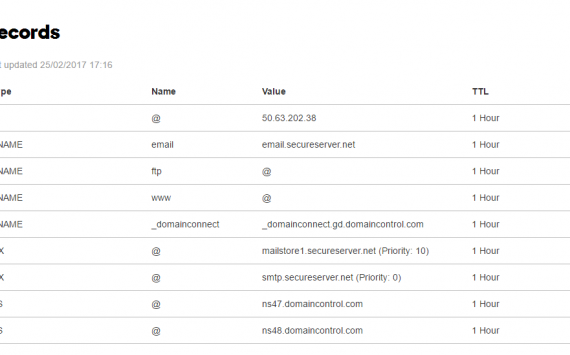 ecords
t updated 25/02/2017 17:16
pe Name Value TTL
@ 50.63.202.38 1 Hour
NAME email email.secureserver.net 1 Hour
NAME ftp @ 1 Hour
NAME www @ 1 Hour
NAME _domainconnect _domainconnect.gd.domaincontrol.com 1 Hour
X @ mailstore1.secureserver.net (Priority: 10) 1 Hour
X @ smtp.secureserver.net (Priority: 0) 1 Hour
S @ ns47.domaincontrol.com 1 Hour
S @ ns48.domaincontrol.com 1 Hour